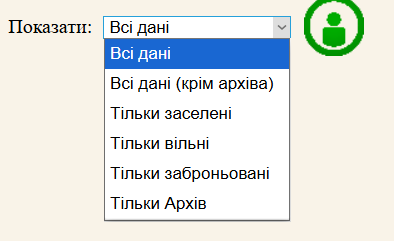 Показати: Всі дані
Всі дані
Всі дані (крім архіва)
Тільки заселені
Тільки вільні
Тільки заброньовані
Тільки Архів